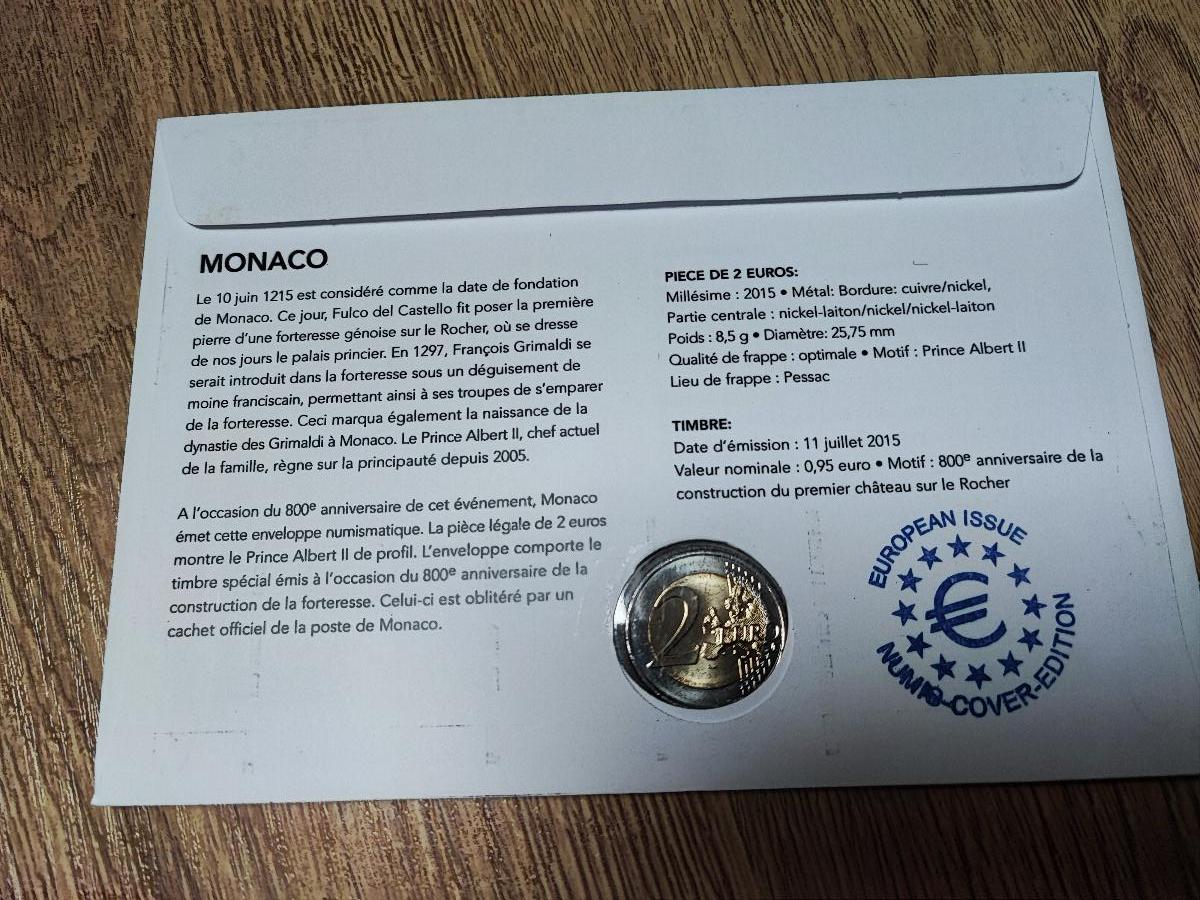 MONACO
Le 10 juin 1215 est considéré comme la date de fondation
de Monaco. Ce jour, Fulco del Castello fit poser la première
pierre d'une forteresse génoise sur le Rocher, où se dresse
de nos jours le palais princier. En 1297, François Grimaldi se
serait introduit dans la forteresse sous un déguisement de
moine franciscain, permettant ainsi à ses troupes de s'emparer
de la forteresse. Ceci marqua également la naissance de la
dynastie des Grimaldi à Monaco. Le Prince Albert II, chef actuel
de la famille, règne sur la principauté depuis 2005.
A l'occasion du 800e anniversaire de cet événement, Monaco
émet cette enveloppe numismatique. La pièce légale de 2 euros
montre le Prince Albert II de profil. L'enveloppe comporte le
timbre spécial émis à l'occasion du 800e anniversaire de la
construction de la forteresse. Celui-ci est oblitéré par un
cachet officiel de la poste de Monaco.
PIECE DE 2 EUROS:
Millésime : 2015 • Métal: Bordure: cuivre/nickel,
Partie centrale : nickel-laiton/nickel/nickel-laiton
Poids : 8,5 g • Diamètre: 25,75 mm
Qualité de frappe : optimale • Motif : Prince Albert II
Lieu de frappe : Pessac
TIMBRE:
Date d'émission : 11 juillet 2015
Valeur nominale : 0,95 euro • Motif : 800e anniversaire de la
construction du premier château sur le Rocher
2 EURO
EUROPEAN ISSUE
€
NUMIS-COVER-EDITION